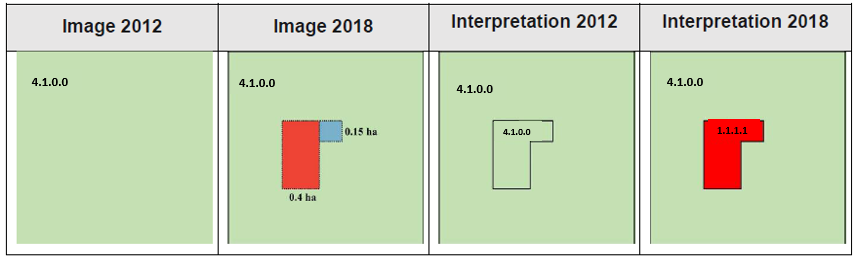 Image 2012
Image 2018
Interpretation 2012
Interpretation 2018
4.1.0.0
4.1.0.0
0.15 ha
0.4 ha
4.1.0.0
4.1.0.0
4.1.0.0
1.1.1.1